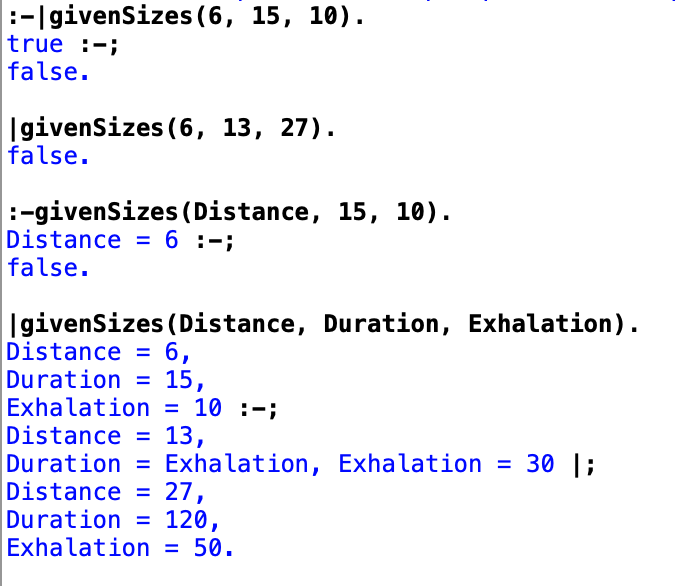 :-|givenSizes(6, 15, 10).
true :-;
false.
|givenSizes(6, 13, 27).
false.
:-givenSizes(Distance, 15, 10).
Distance = 6 :-;
false.
|givenSizes(Distance, Duration, Exhalation).
Distance = 6,
Duration = 15,
Exhalation = 10 :-;
Distance = 13,
Duration = Exhalation, Exhalation = 30 |;
Distance = 27,
Duration = 120,
Exhalation = 50.